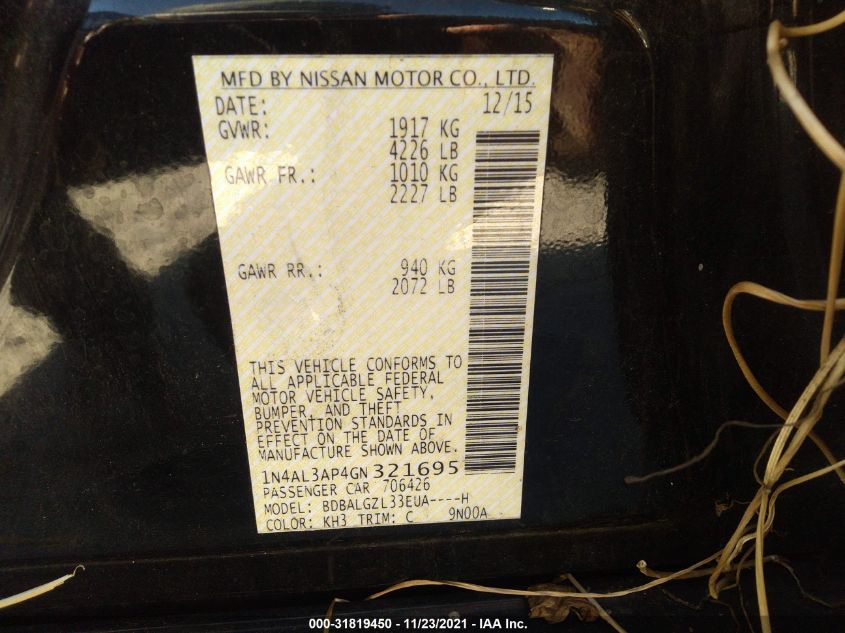 MFD BY NISSAN MOTOR CO., LTD.
DATE: 12/15
GVWR: 1917 KG
4226 LB
GAWR FR.: 1010 KG
2227 LB
GAWR RR.: 940 KG
2072 LB
THIS VEHICLE CONFORMS TO
ALL APPLICABLE FEDERAL
MOTOR VEHICLE SAFETY,
BUMPER, AND THEFT
PREVENTION STANDARDS IN
EFFECT ON THE DATE OF
MANUFACTURE SHOWN ABOVE.
1N4AL3AP4GN321695
PASSENGER CAR 706426
MODEL: BDBALGZL33EUA----H
COLOR: KH3 TRIM: C 9N00A
000-31819450 - 11/23/2021 - IAA Inc.